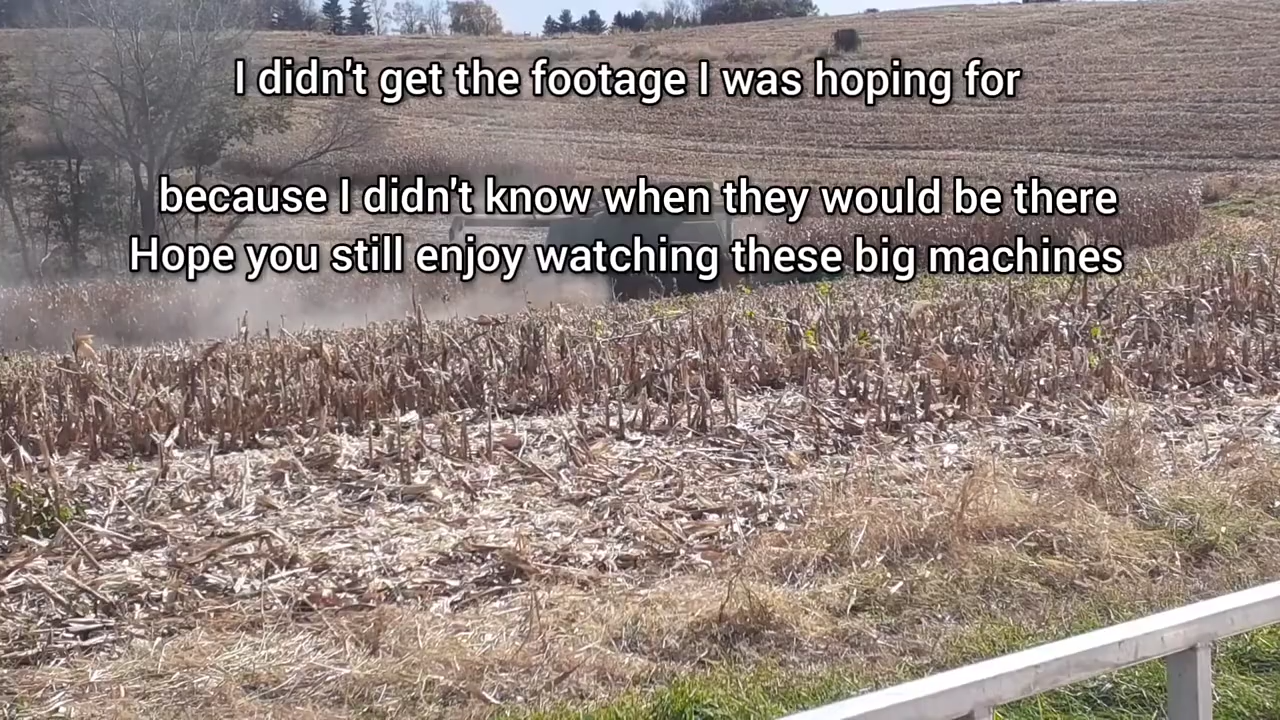 I didn't get the footage I was hoping for
because I didn't know when they would be there
Hope you still enjoy watching these big machines